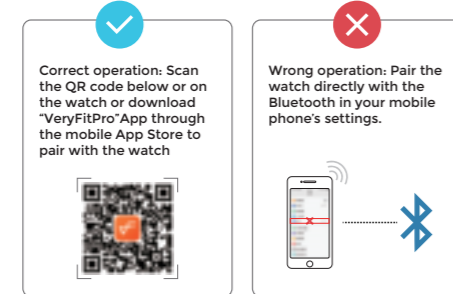 Correct operation: Scan
the QR code below or on
the watch or download
“VeryFitPro”App through
the mobile App Store to
pair with the watch
Wrong operation: Pair the
watch directly with the
Bluetooth in your mobile
phone’s settings.